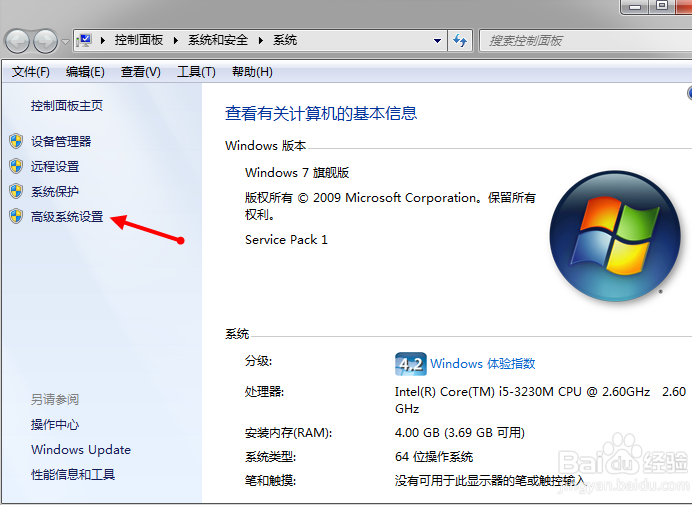 控制面板 系统和安全 系统
搜索控制面板
文件(F) 编辑(E) 查看(V) 工具(T) 帮助(H)
控制面板主页
设备管理器
远程设置
系统保护
高级系统设置
另请参阅
操作中心
Windows Update
性能信息和工具
查看有关计算机的基本信息
Windows 版本
Windows 7 旗舰版
版权所有 © 2009 Microsoft Corporation。保留所有
权利。
Service Pack 1
系统
分级: 4.2 Windows 体验指数
处理器: Intel(R) Core(TM) i5-3230M CPU @ 2.60GHz 2.60
GHz
安装内存(RAM): 4.00 GB (3.69 GB 可用)
系统类型: 64 位操作系统
笔和触摸: 没有可用于此显示器的笔或触控输入
Baidu 经验
jingyan.baidu.com